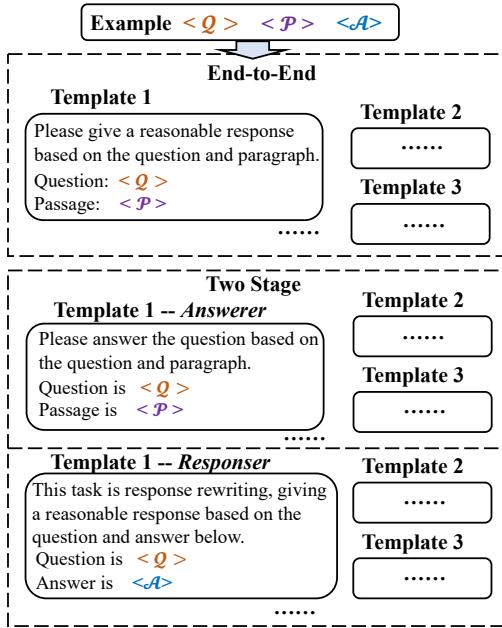 Example <Q> <P> <A>
End-to-End
Template 1
Please give a reasonable response
based on the question and paragraph.
Question: <Q>
Passage: <P>
Template 2
……
Template 3
……
……
Two Stage
Template 1 -- Answerer
Please answer the question based on
the question and paragraph.
Question is <Q>
Passage is <P>
Template 2
……
Template 3
……
……
Template 1 -- Responser
This task is response rewriting, giving
a reasonable response based on the
question and answer below.
Question is <Q>
Answer is <A>
Template 2
……
Template 3
……
……